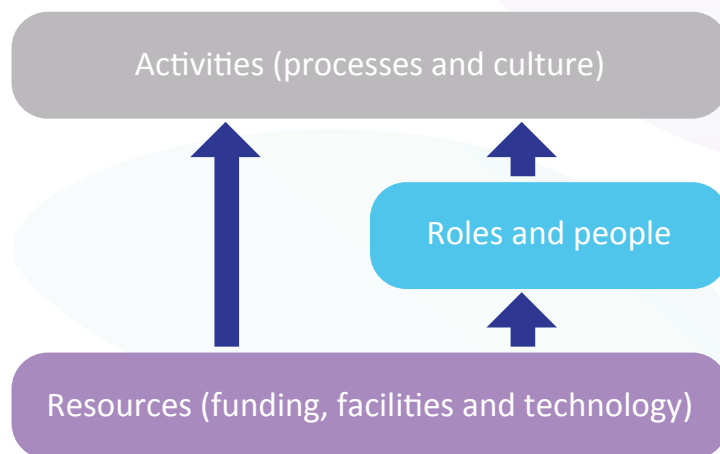 Activities (processes and culture)
Roles and people
Resources (funding, facilities and technology)